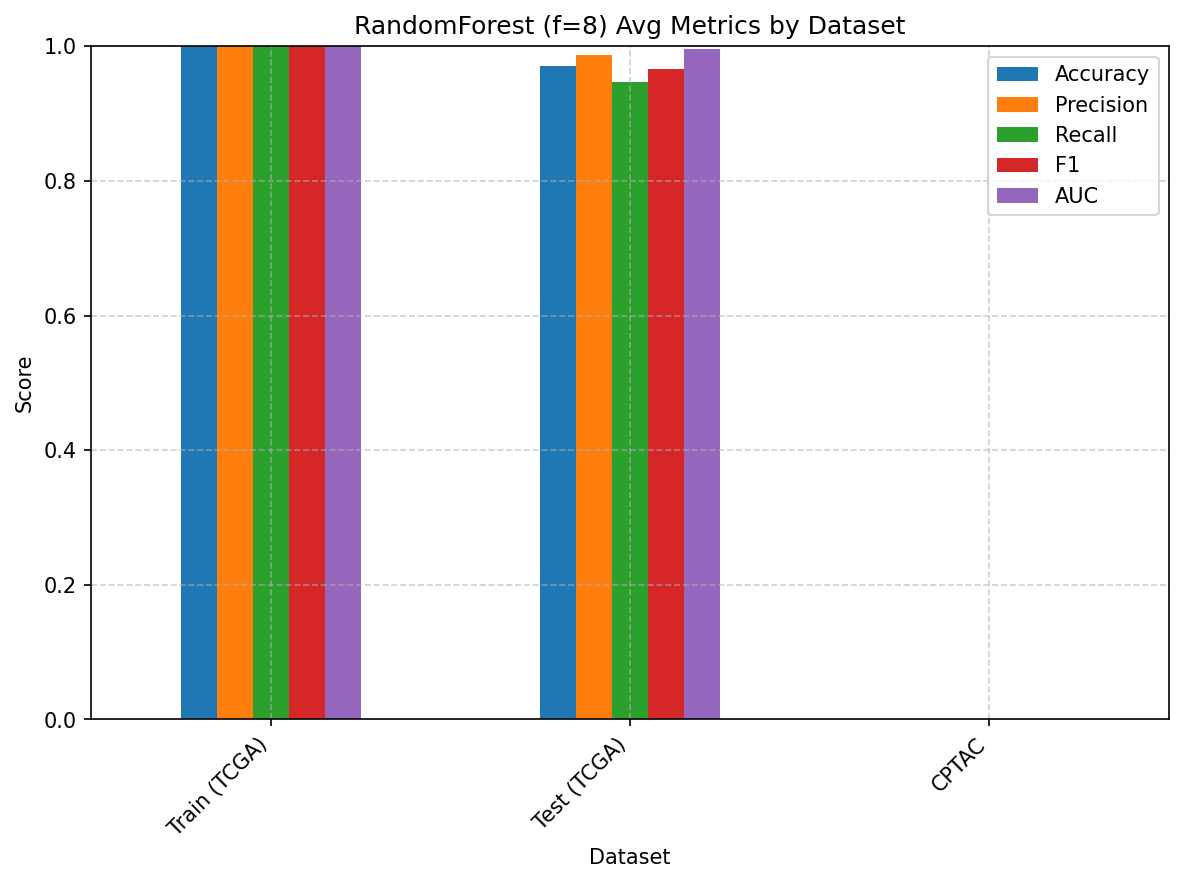 RandomForest (f=8) Avg Metrics by Dataset
1.0
0.8
0.6
0.4
0.2
0.0
Score
Accuracy
Precision
Recall
F1
AUC
Train (TCGA)
Test (TCGA)
CPTAC
Dataset